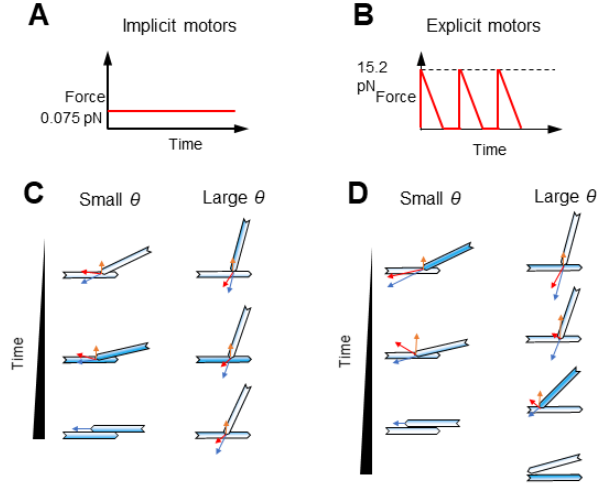 A
Implicit motors
Force
0.075 pN
Time
B
Explicit motors
15.2
pN
Force
Time
C
Small θ
Large θ
Time
D
Small θ
Large θ
Time